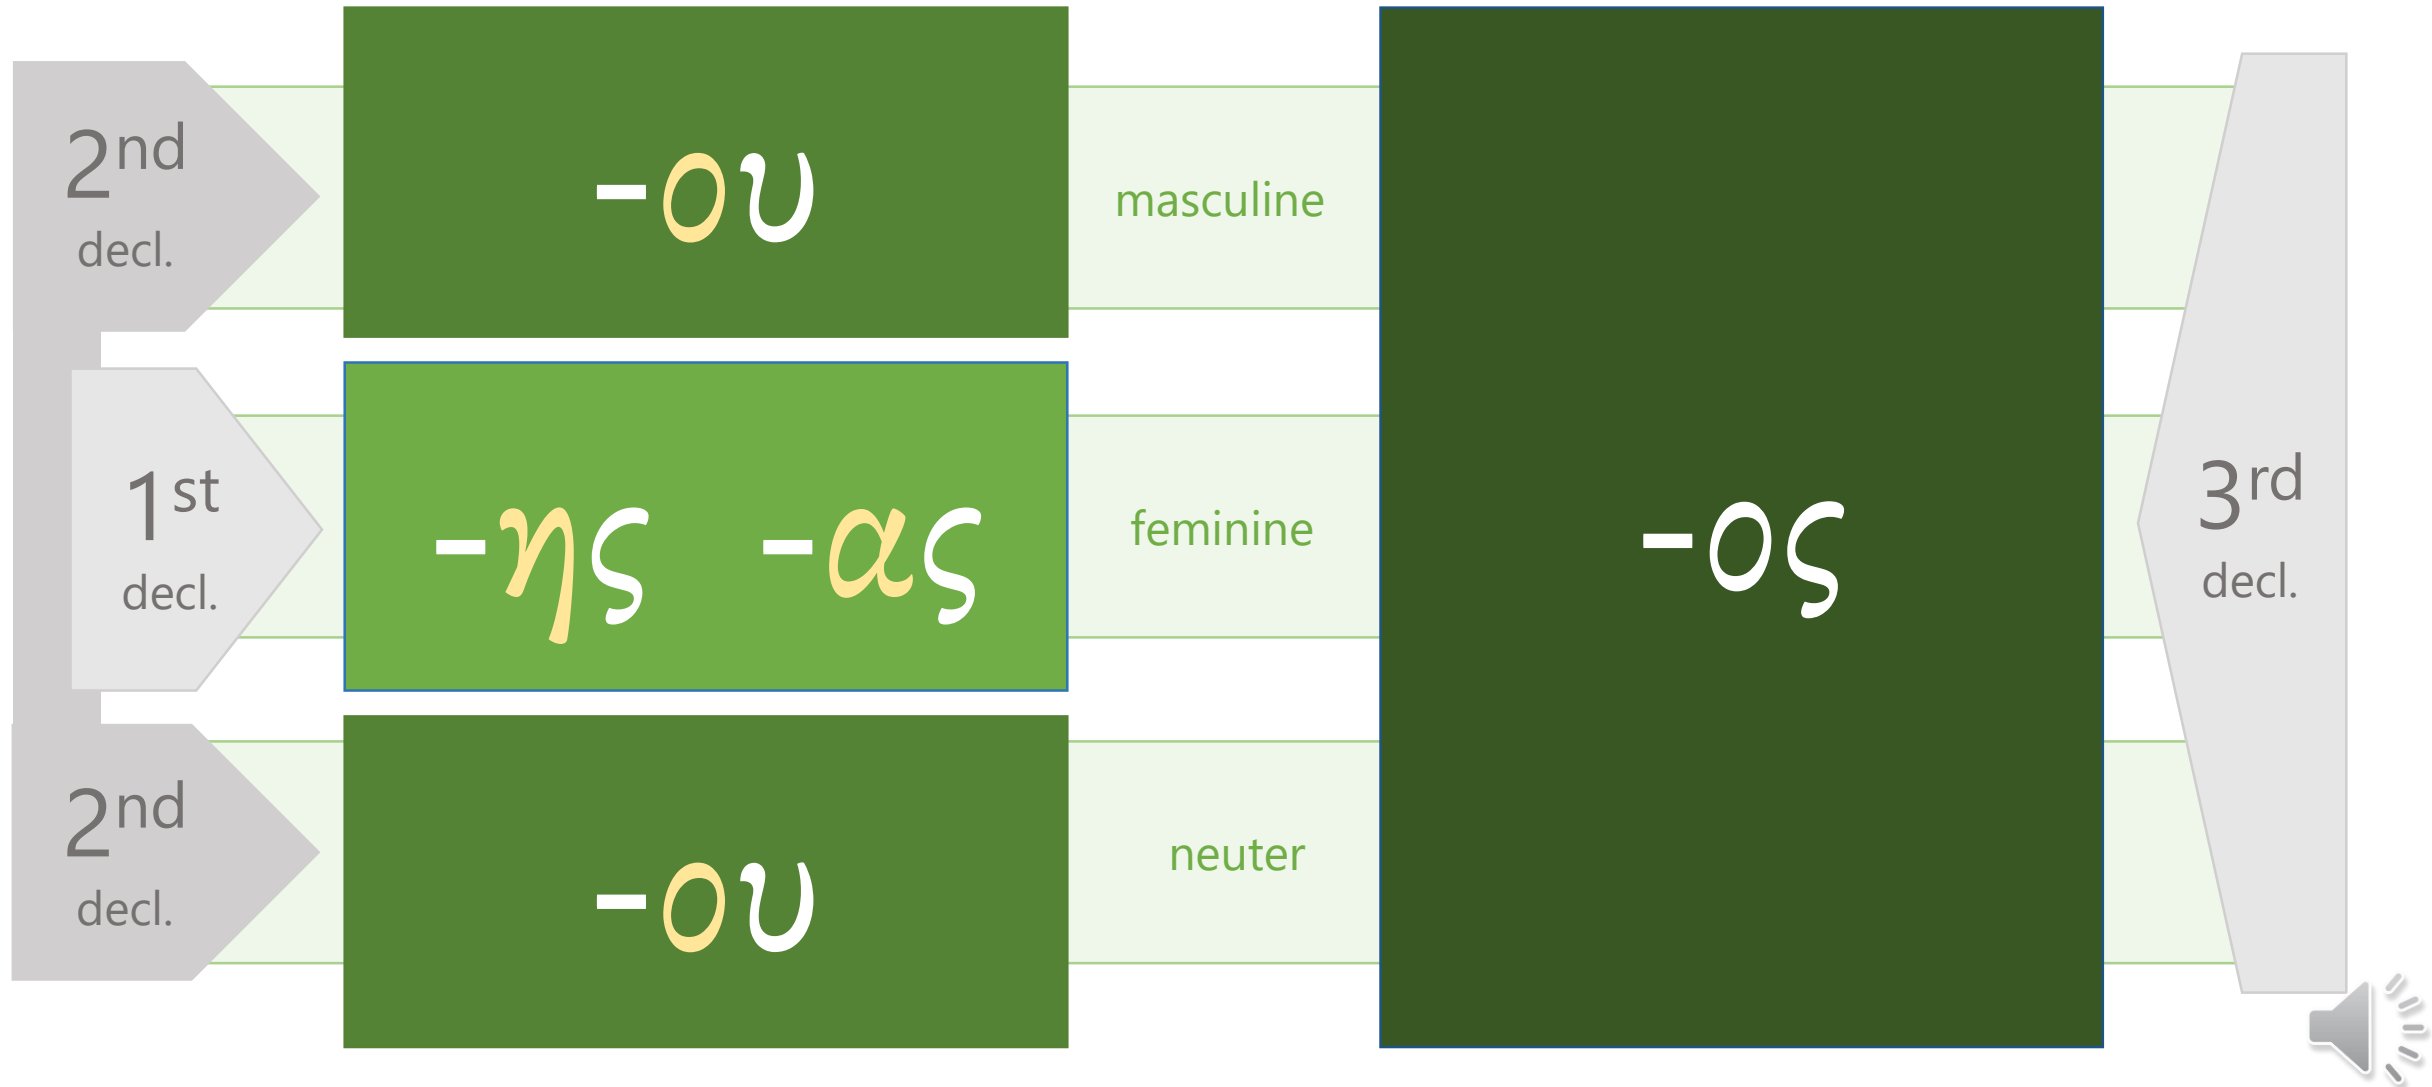 2nd
decl.
-ου
masculine
1st
decl.
-ης -ας
feminine
-ος
3rd
decl.
2nd
decl.
-ου
neuter